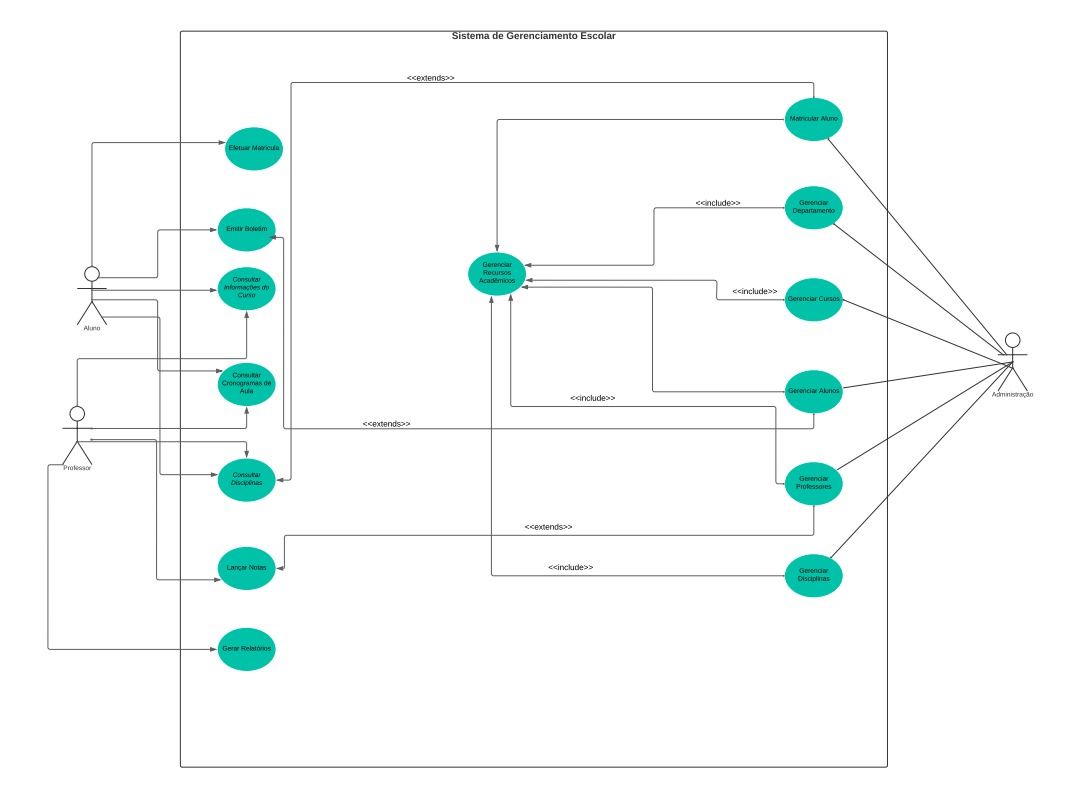 Sistema de Gerenciamento Escolar
<<extends>>
Matricular Aluno
Efetuar Matrícula
<<include>>
Gerenciar
Departamento
Emitir Boletim
Gerenciar
Recursos
Acadêmicos
Consultar
Informações do
Curso
<<include>>
Gerenciar Cursos
Aluno
Consultar
Cronogramas de
Aula
Gerenciar Alunos
Administração
<<include>>
<<extends>>
Professor
Consultar
Disciplinas
Gerenciar
Professores
<<extends>>
Lançar Notas
<<include>>
Gerenciar
Disciplinas
Gerar Relatórios